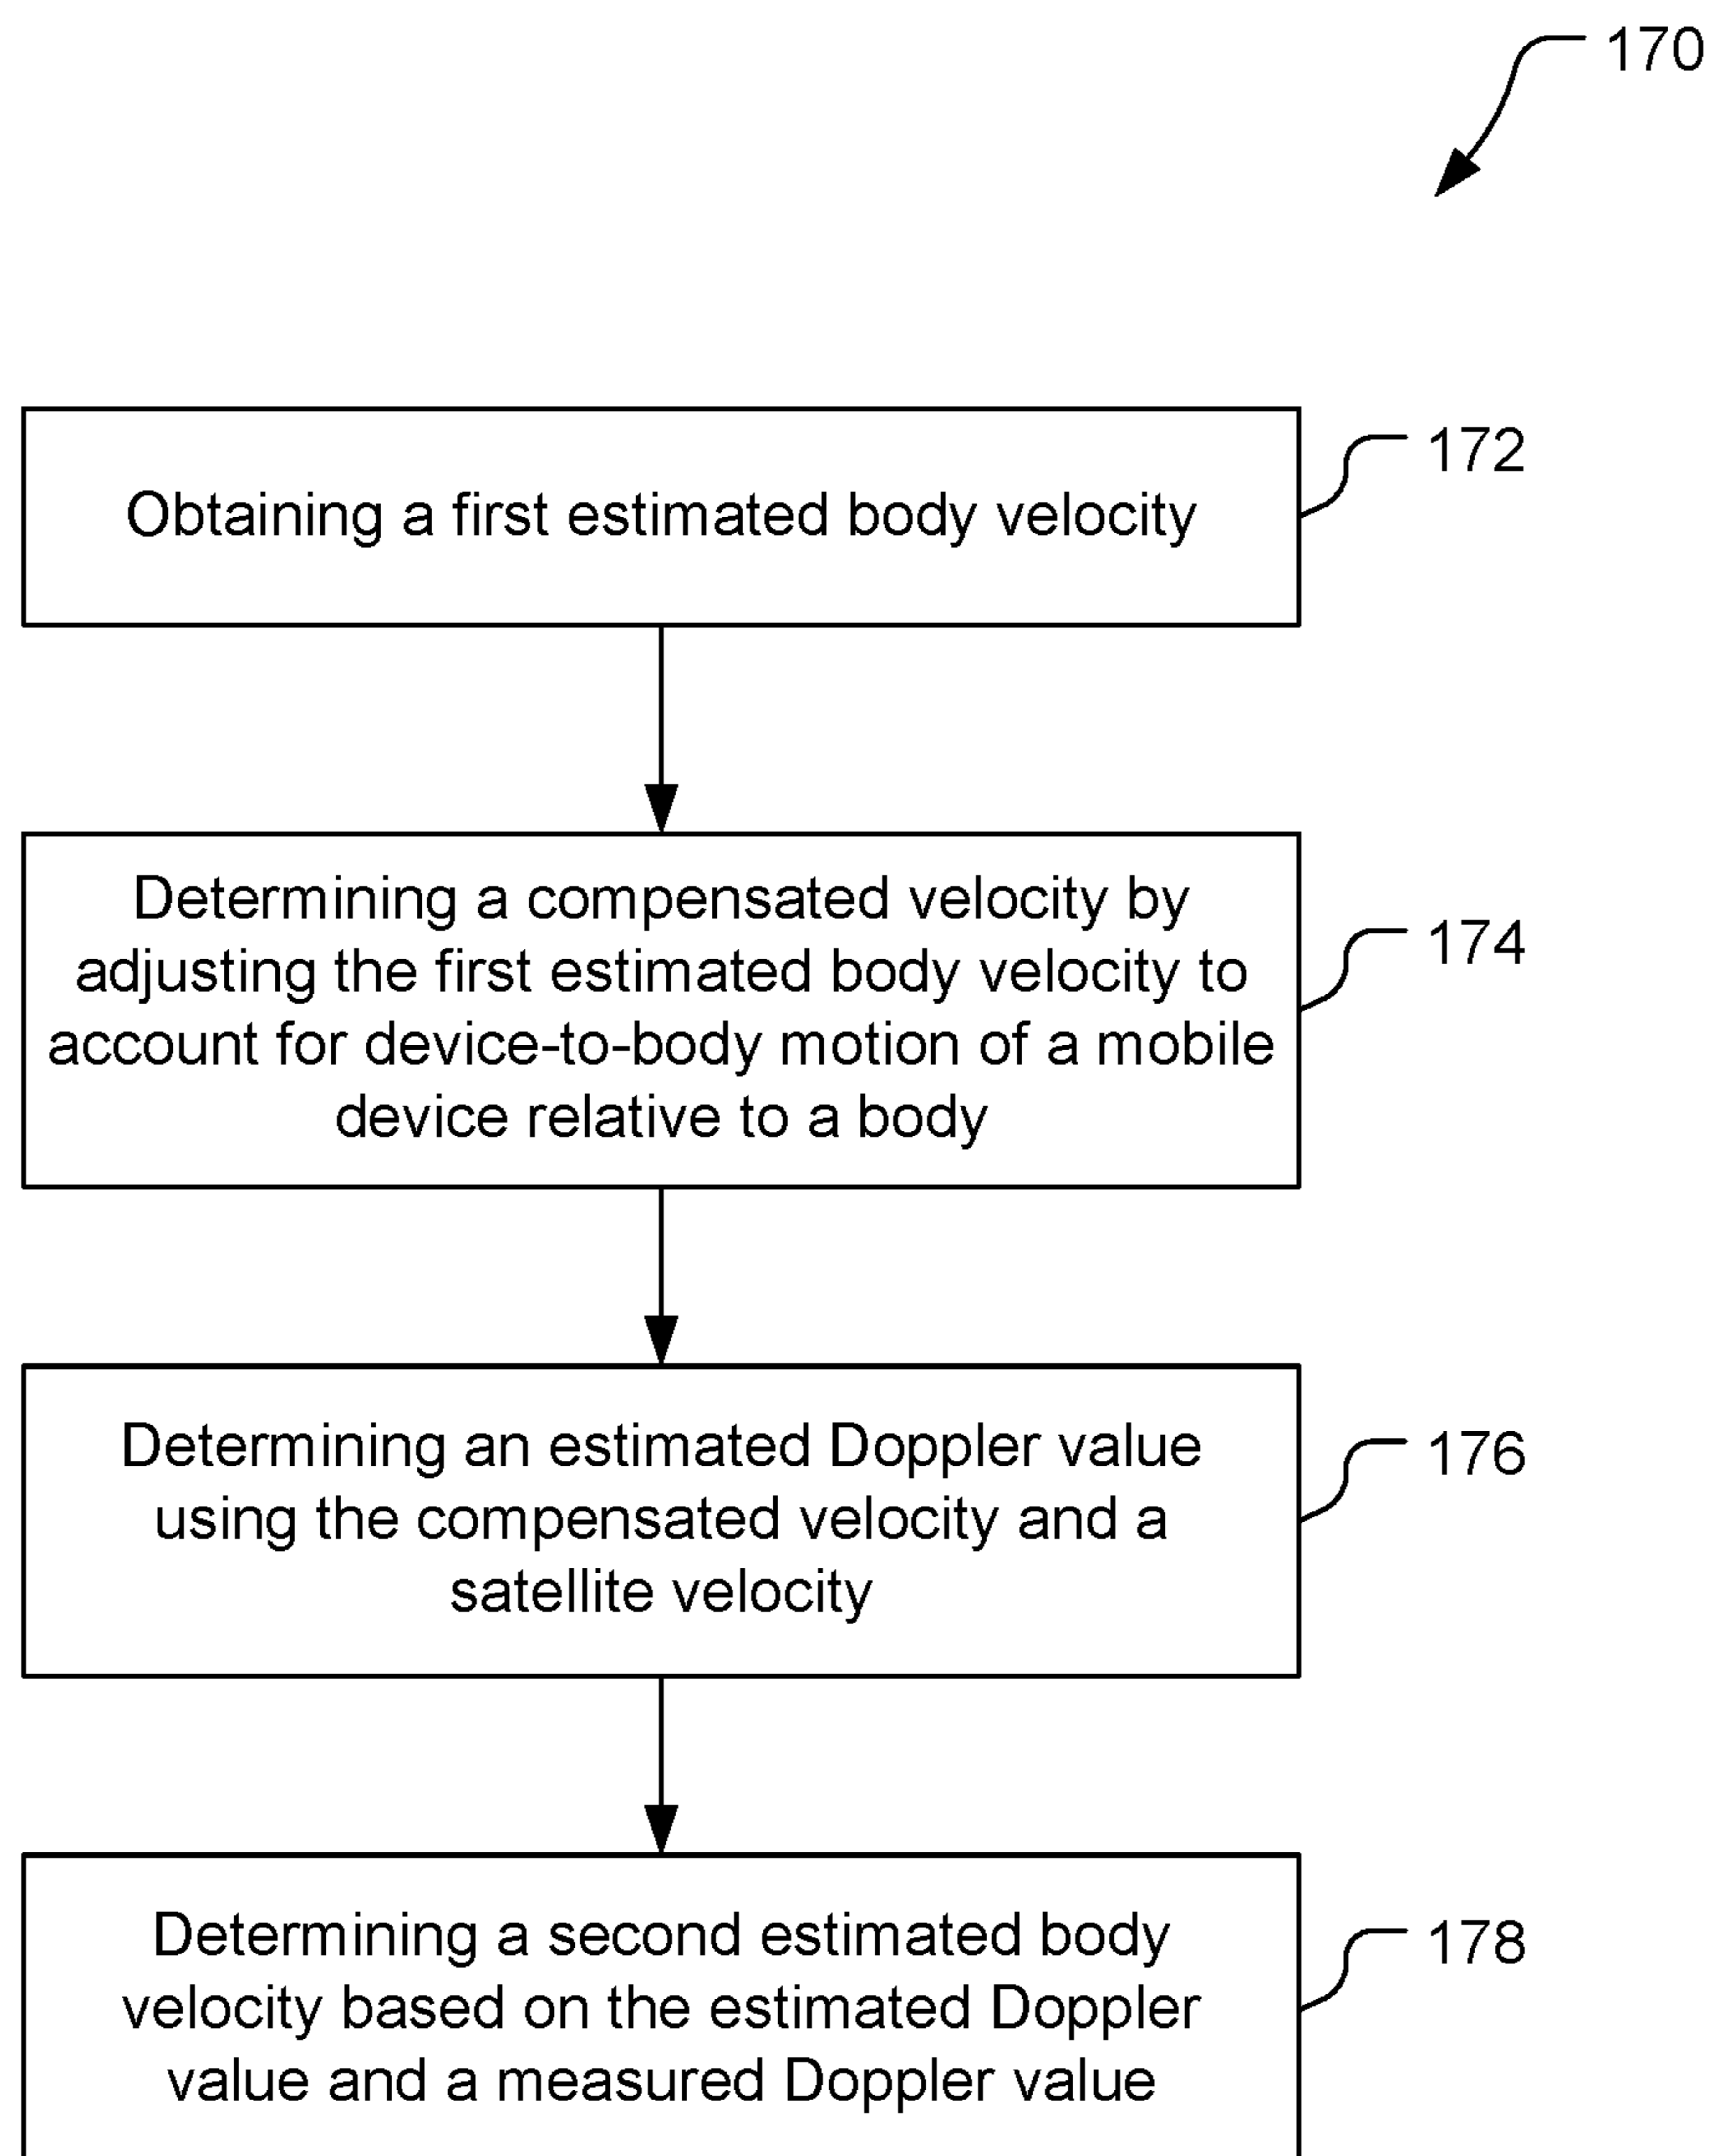 170
Obtaining a first estimated body velocity
172
Determining a compensated velocity by
adjusting the first estimated body velocity to
account for device-to-body motion of a mobile
device relative to a body
174
Determining an estimated Doppler value
using the compensated velocity and a
satellite velocity
176
Determining a second estimated body
velocity based on the estimated Doppler
value and a measured Doppler value
178